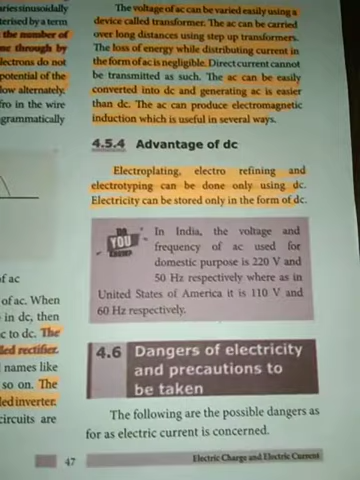 aries sinusoidally
terised by a term
the number of
me through by
lectrons do not
potential of the
low alternately.
fro in the wire
grammatically
of ac
of ac. When
e in dc, then
c to dc. The
led rectifier.
names like
so on. The
led inverter.
circuits are
The voltage of ac can be varied easily using a
device called transformer. The ac can be carried
over long distances using step up transformers.
The loss of energy while distributing current in
the form of ac is negligible. Direct current cannot
be transmitted as such. The ac can be easily
converted into dc and generating ac is easier
than dc. The ac can produce electromagnetic
induction which is useful in several ways.
4.5.4 Advantage of dc
Electroplating, electro refining and
electrotyping can be done only using dc.
Electricity can be stored only in the form of dc.
DO
YOU
KNOW
In India, the voltage and
frequency of ac used for
domestic purpose is 220 V and
50 Hz respectively where as in
United States of America it is 110 V and
60 Hz respectively.
4.6 Dangers of electricity
and precautions to
be taken
The following are the possible dangers as
for as electric current is concerned.
47 Electric Charge and Electric Current